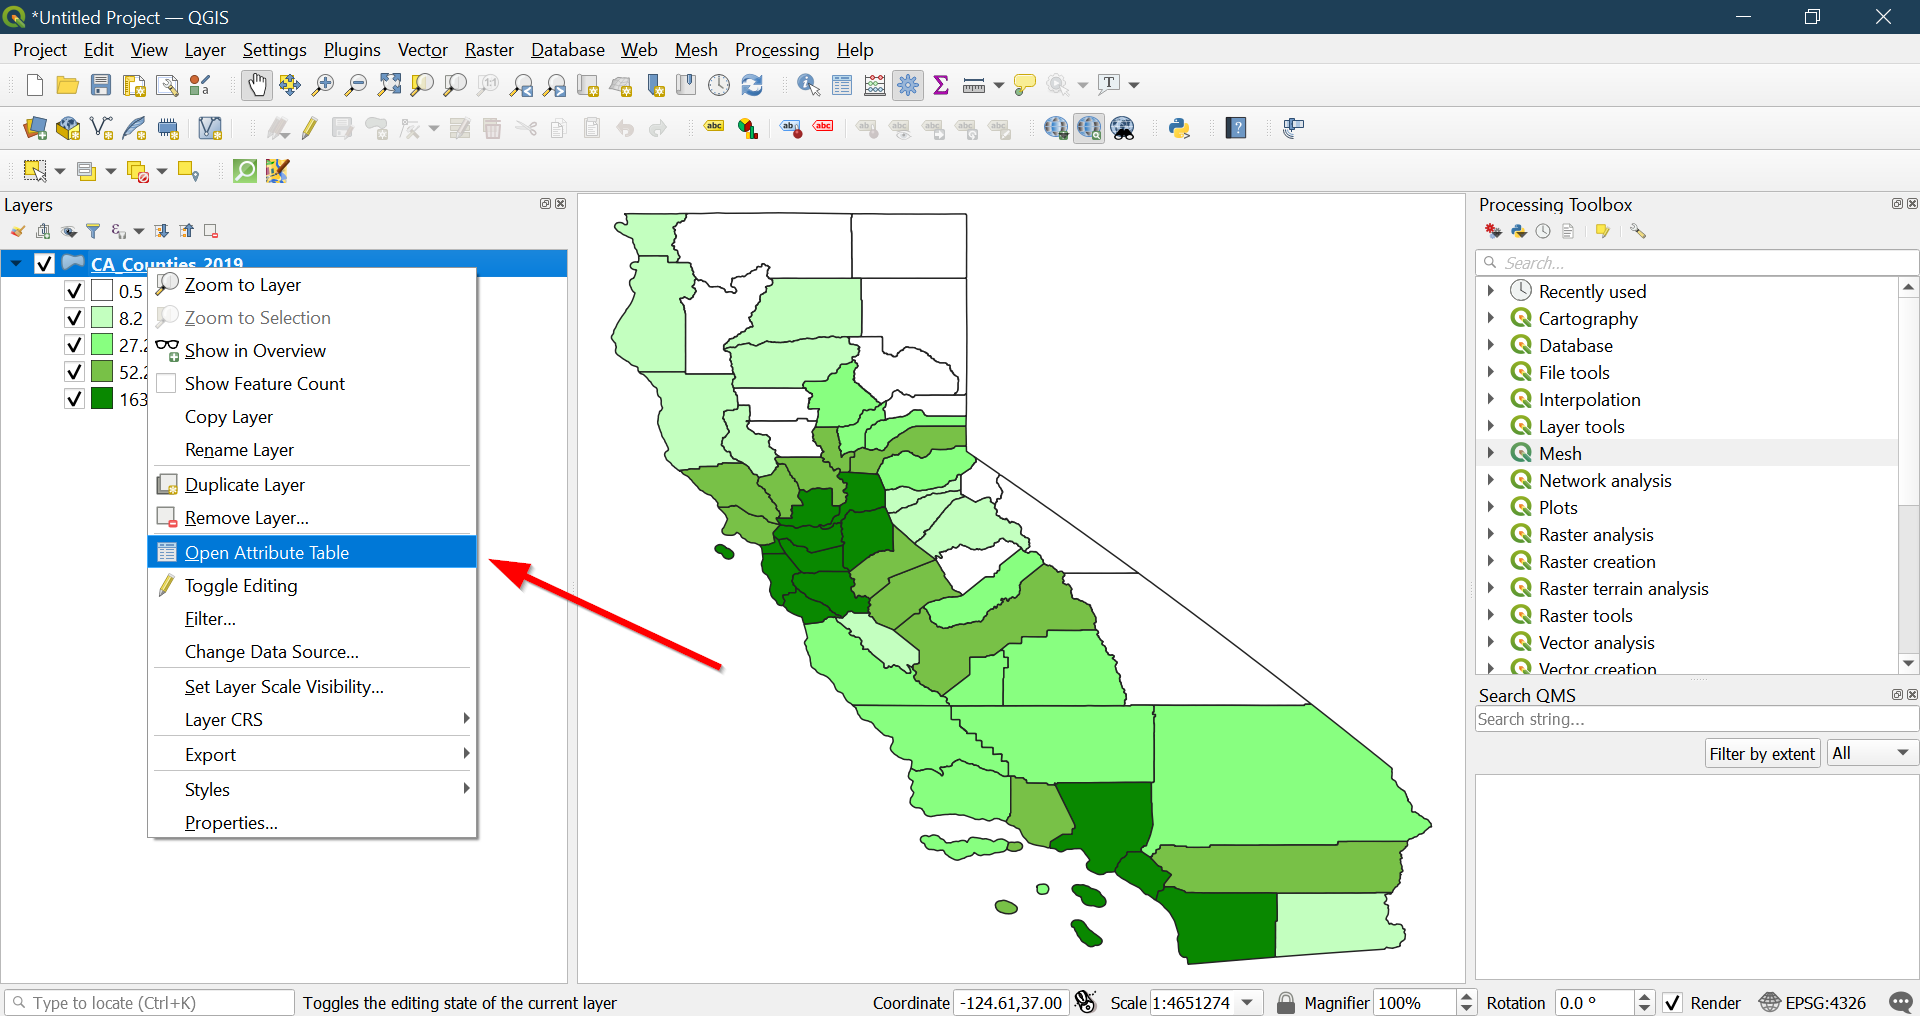 *Untitled Project — QGIS
Project Edit View Layer Settings Plugins Vector Raster Database Web Mesh Processing Help
Layers
CA_Counties_2019
0.5
8.2
27.2
52.2
163
Zoom to Layer
Zoom to Selection
Show in Overview
Show Feature Count
Copy Layer
Rename Layer
Duplicate Layer
Remove Layer...
Open Attribute Table
Toggle Editing
Filter...
Change Data Source...
Set Layer Scale Visibility...
Layer CRS
Export
Styles
Properties...
Processing Toolbox
Search...
Recently used
Cartography
Database
File tools
Interpolation
Layer tools
Mesh
Network analysis
Plots
Raster analysis
Raster creation
Raster terrain analysis
Raster tools
Vector analysis
Vector creation
Search QMS
Search string...
Filter by extent All
Type to locate (Ctrl+K) Toggles the editing state of the current layer Coordinate -124.61,37.00 Scale 1:4651274 Magnifier 100% Rotation 0.0 ° Render EPSG:4326